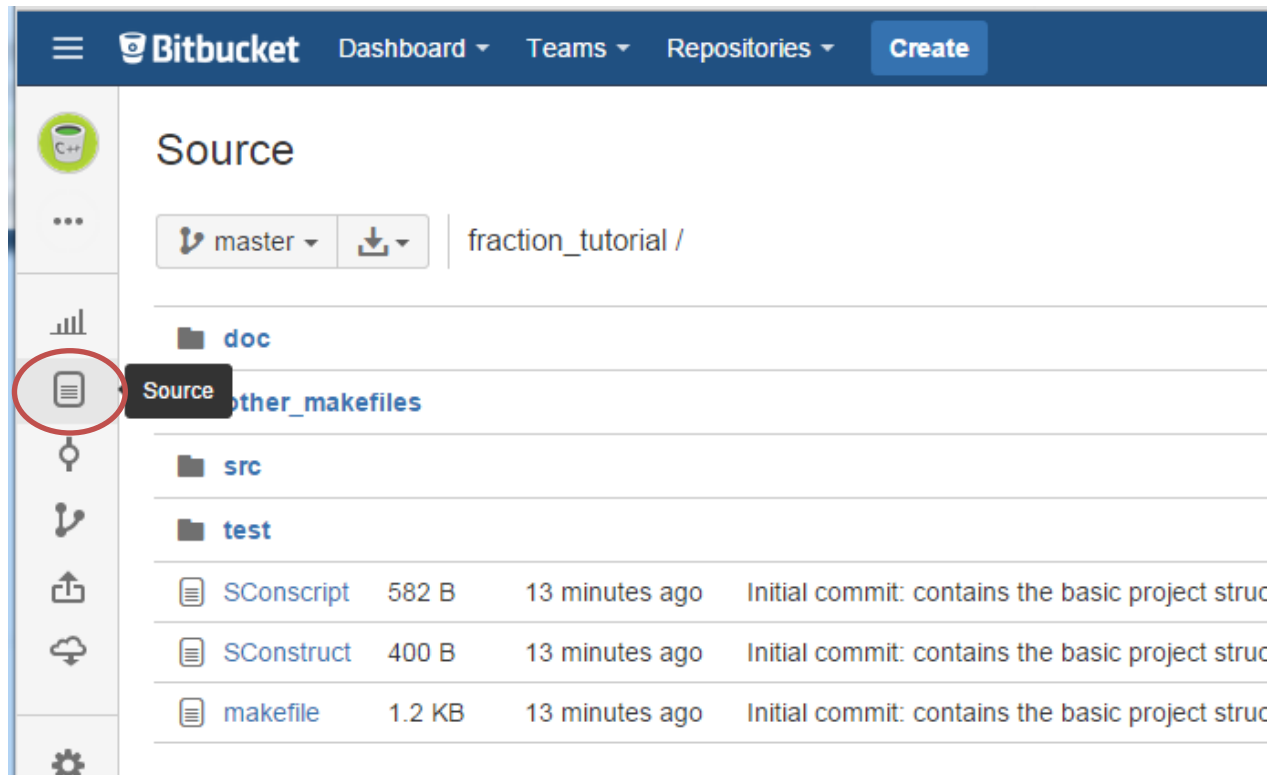 Bitbucket Dashboard Teams Repositories Create
C++
Source
master fraction_tutorial /
doc
Source
other_makefiles
src
test
SConscript 582 B 13 minutes ago Initial commit: contains the basic project struc
SConstruct 400 B 13 minutes ago Initial commit: contains the basic project struc
makefile 1.2 KB 13 minutes ago Initial commit: contains the basic project struc